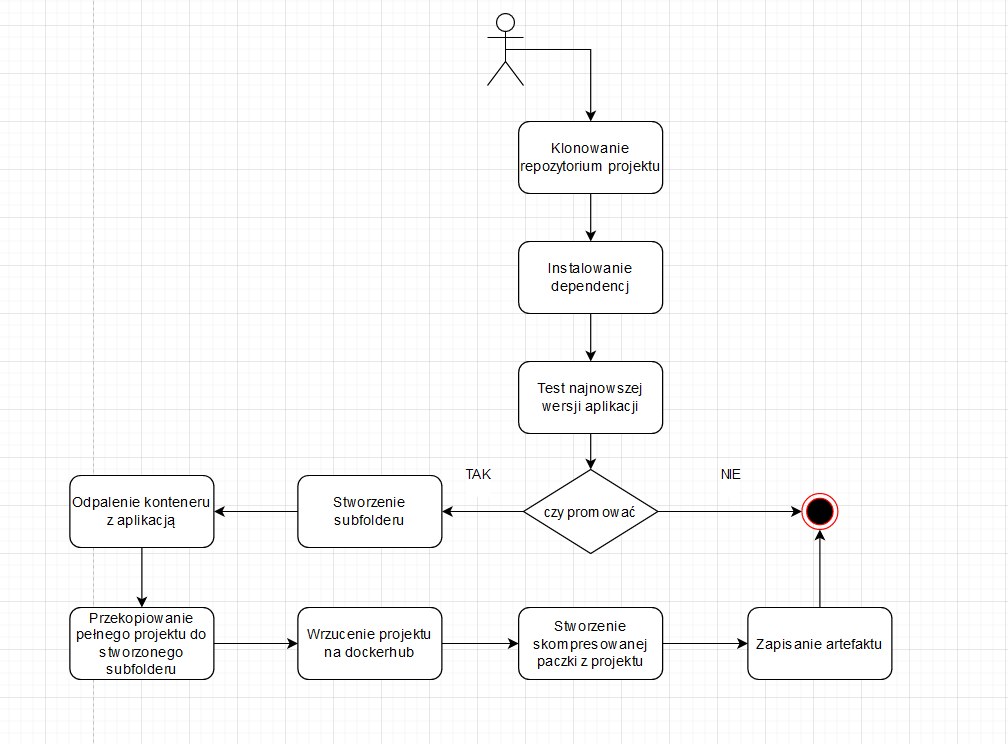 Klonowanie
repozytorium projektu
Instalowanie
dependencj
Test najnowszej
wersji aplikacji
TAK
NIE
czy promować
Stworzenie
subfolderu
Odpalenie konteneru
z aplikacją
Przekopiowanie
pełnego projektu do
stworzonego
subfolderu
Wrzucenie projektu
na dockerhub
Stworzenie
skompresowanej
paczki z projektu
Zapisanie artefaktu